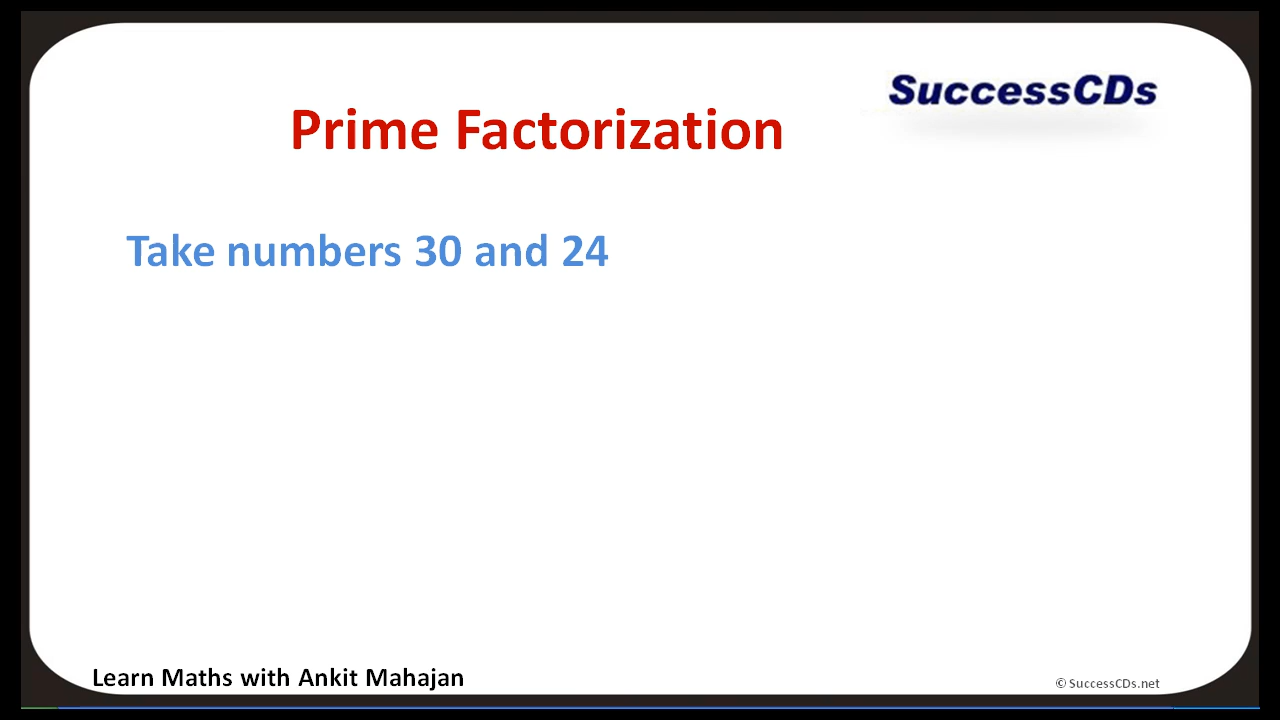 SuccessCDs
Prime Factorization
Take numbers 30 and 24
Learn Maths with Ankit Mahajan
© SuccessCDs.net